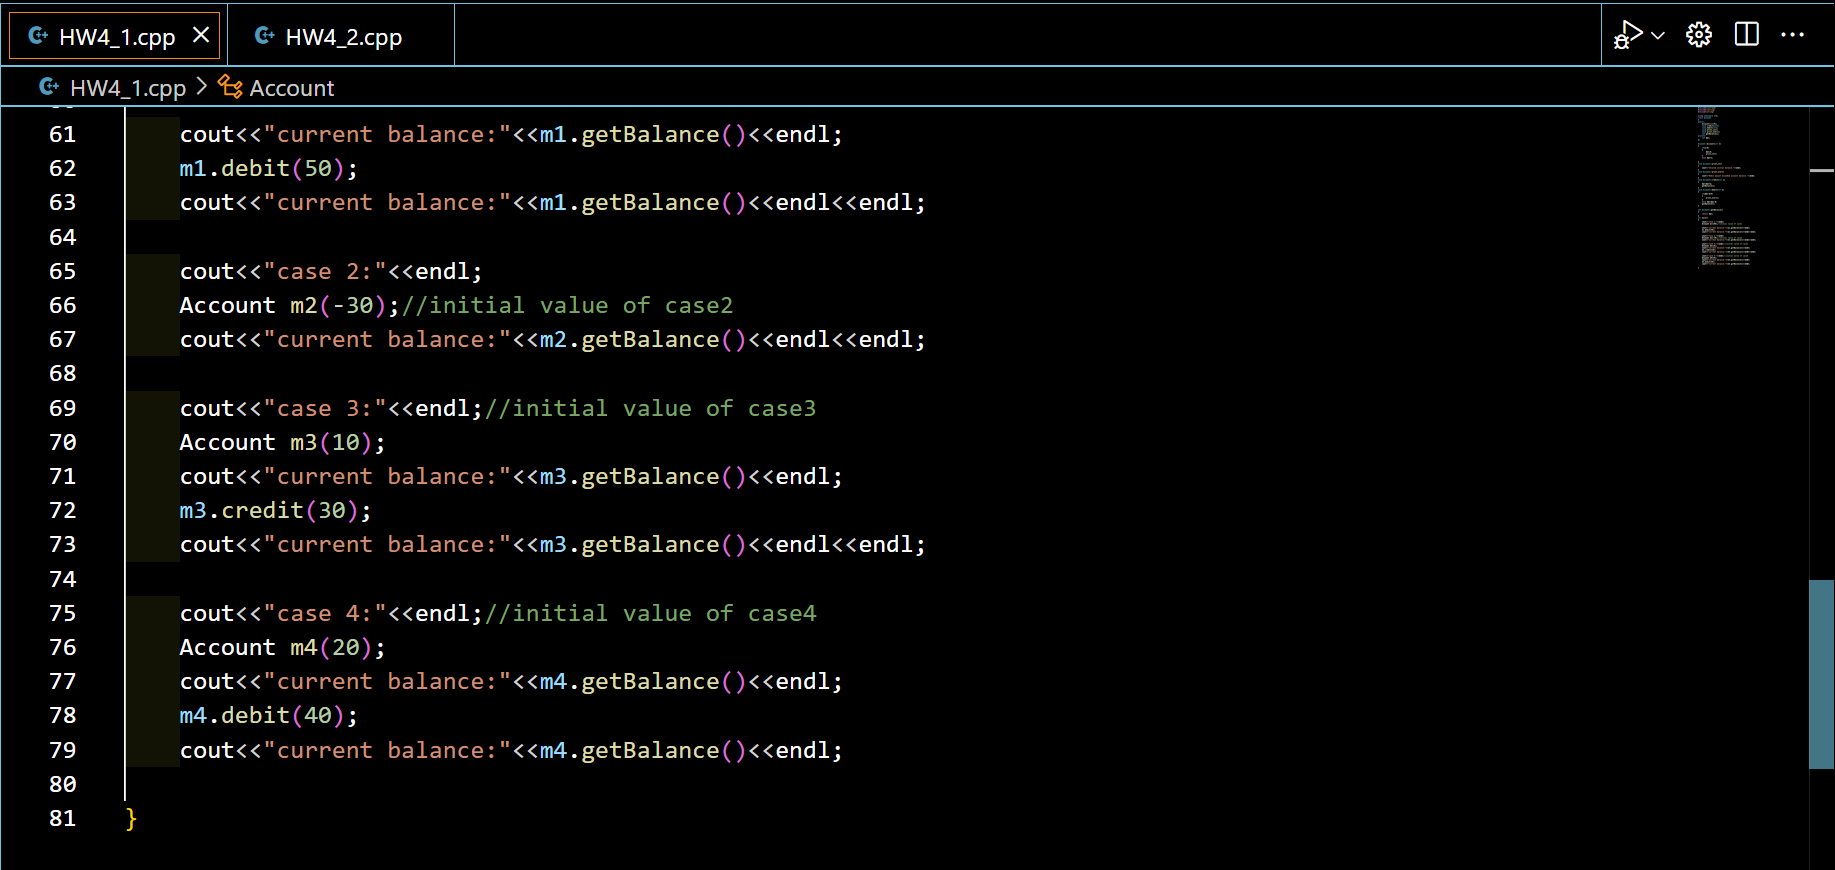 HW4_1.cpp HW4_2.cpp
HW4_1.cpp > Account
61 cout<<"current balance:"<<m1.getBalance()<<endl;
62 m1.debit(50);
63 cout<<"current balance:"<<m1.getBalance()<<endl<<endl;
64
65 cout<<"case 2:"<<endl;
66 Account m2(-30);//initial value of case2
67 cout<<"current balance:"<<m2.getBalance()<<endl<<endl;
68
69 cout<<"case 3:"<<endl;//initial value of case3
70 Account m3(10);
71 cout<<"current balance:"<<m3.getBalance()<<endl;
72 m3.credit(30);
73 cout<<"current balance:"<<m3.getBalance()<<endl<<endl;
74
75 cout<<"case 4:"<<endl;//initial value of case4
76 Account m4(20);
77 cout<<"current balance:"<<m4.getBalance()<<endl;
78 m4.debit(40);
79 cout<<"current balance:"<<m4.getBalance()<<endl;
80
81 }